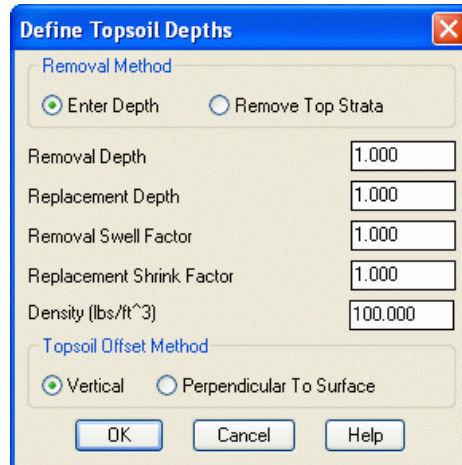 Define Topsoil Depths
Removal Method
Enter Depth Remove Top Strata
Removal Depth 1.000
Replacement Depth 1.000
Removal Swell Factor 1.000
Replacement Shrink Factor 1.000
Density (lbs/ft^3) 100.000
Topsoil Offset Method
Vertical Perpendicular To Surface
OK Cancel Help